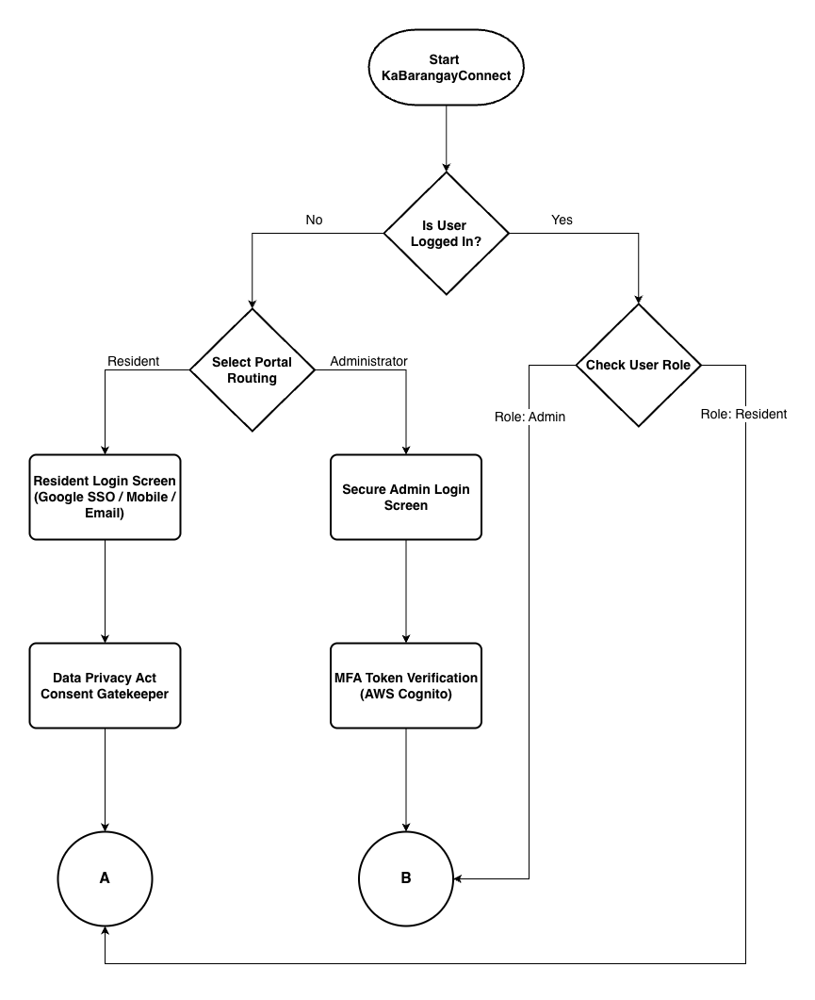 Start
KaBarangayConnect
Is User
Logged In?
No
Yes
Select Portal
Routing
Check User Role
Resident
Administrator
Role: Admin
Role: Resident
Resident Login Screen
(Google SSO / Mobile /
Email)
Secure Admin Login
Screen
Data Privacy Act
Consent Gatekeeper
MFA Token Verification
(AWS Cognito)
A
B